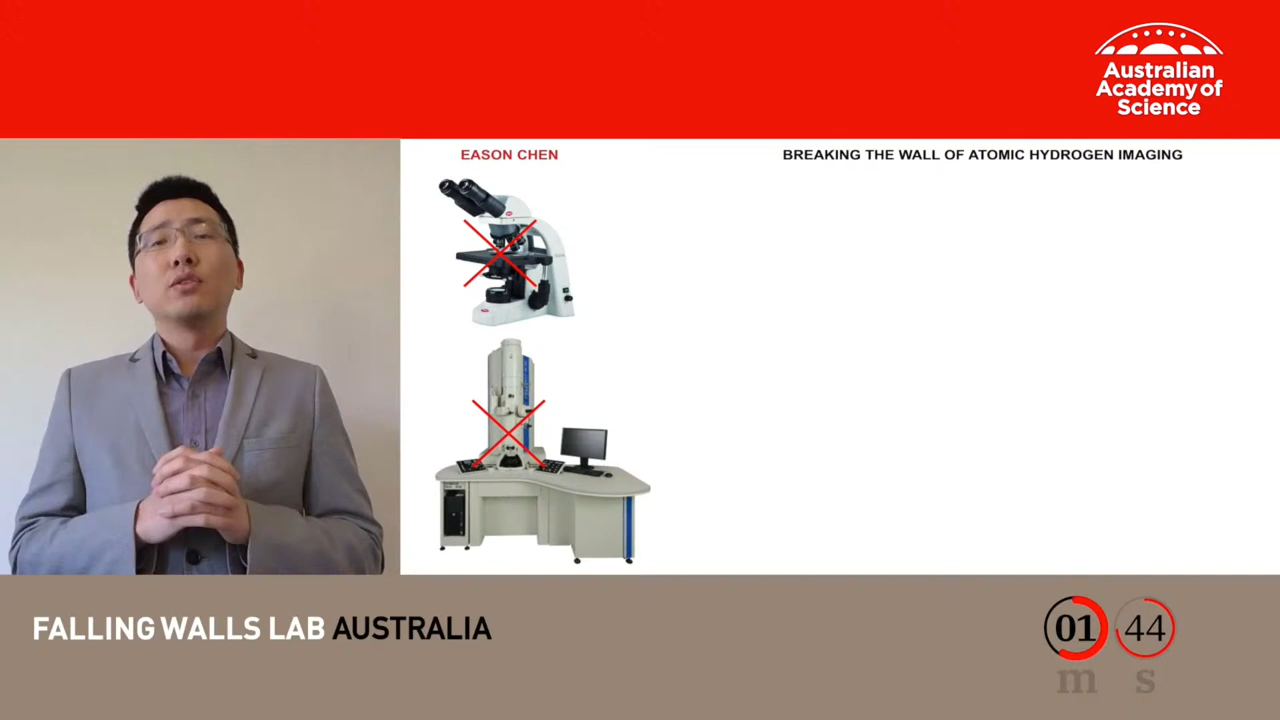 Australian
Academy of
Science
EASON CHEN
BREAKING THE WALL OF ATOMIC HYDROGEN IMAGING
FALLING WALLS LAB AUSTRALIA
01 44
m s